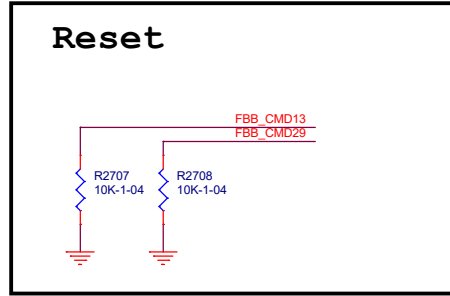 Reset
FBB_CMD13
FBB_CMD29
R2707
10K-1-04
R2708
10K-1-04